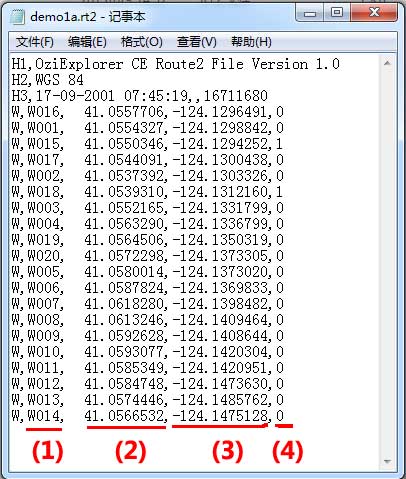 demo1a.rt2 - 记事本
文件(F) 编辑(E) 格式(O) 查看(V) 帮助(H)
H1,OziExplorer CE Route2 File Version 1.0
H2,WGS 84
H3,17-09-2001 07:45:19,,16711680
W,W016,  41.0557706,-124.1296491,0
W,W001,  41.0554327,-124.1298842,0
W,W015,  41.0550346,-124.1294252,1
W,W017,  41.0544091,-124.1300438,0
W,W002,  41.0537392,-124.1303326,0
W,W018,  41.0539310,-124.1312160,1
W,W003,  41.0552165,-124.1331799,0
W,W004,  41.0563290,-124.1336799,0
W,W019,  41.0564506,-124.1350319,0
W,W020,  41.0572298,-124.1373305,0
W,W005,  41.0580014,-124.1373020,0
W,W006,  41.0587824,-124.1369833,0
W,W007,  41.0618280,-124.1398482,0
W,W008,  41.0613246,-124.1409464,0
W,W009,  41.0592628,-124.1408644,0
W,W010,  41.0593077,-124.1420304,0
W,W011,  41.0585349,-124.1420951,0
W,W012,  41.0584748,-124.1473630,0
W,W013,  41.0574446,-124.1485762,0
W,W014,  41.0566532,-124.1475128,0
(1) (2) (3) (4)